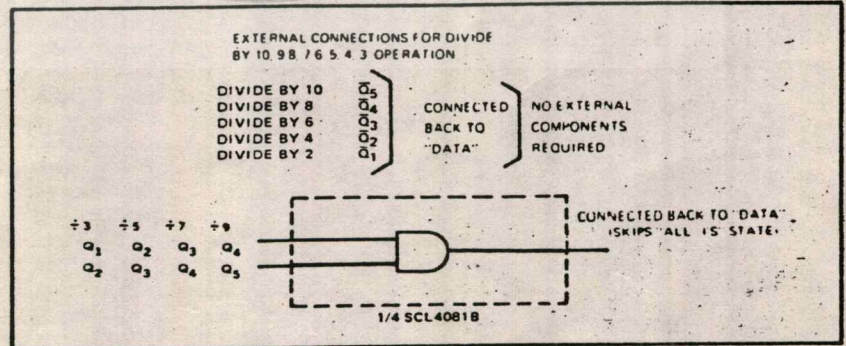 EXTERNAL CONNECTIONS FOR DIVIDE
BY 10, 9 8, 7 6 5, 4, 3 OPERATION
DIVIDE BY 10 Q̅5
DIVIDE BY 8 Q̅4
DIVIDE BY 6 Q̅3
DIVIDE BY 4 Q̅2
DIVIDE BY 2 Q̅1
CONNECTED
BACK TO
"DATA"
NO EXTERNAL
COMPONENTS
REQUIRED
÷3 ÷5 ÷7 ÷9
Q1 Q2 Q3 Q4
Q2 Q3 Q4 Q5
CONNECTED BACK TO "DATA"
(SKIPS "ALL 1S" STATE)
1/4 SCL4081B